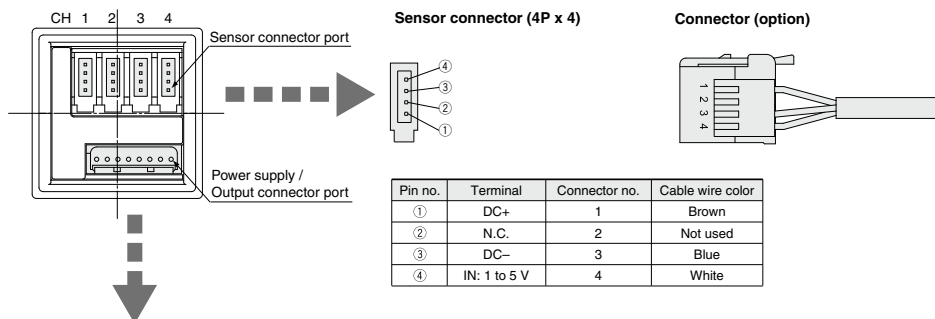 CH 1 2 3 4
Sensor connector port
Power supply /
Output connector port
Sensor connector (4P x 4)
④
③
②
①
Connector (option)
1
2
3
4
Pin no. Terminal Connector no. Cable wire color
① DC+ 1 Brown
② N.C. 2 Not used
③ DC– 3 Blue
④ IN: 1 to 5 V 4 White